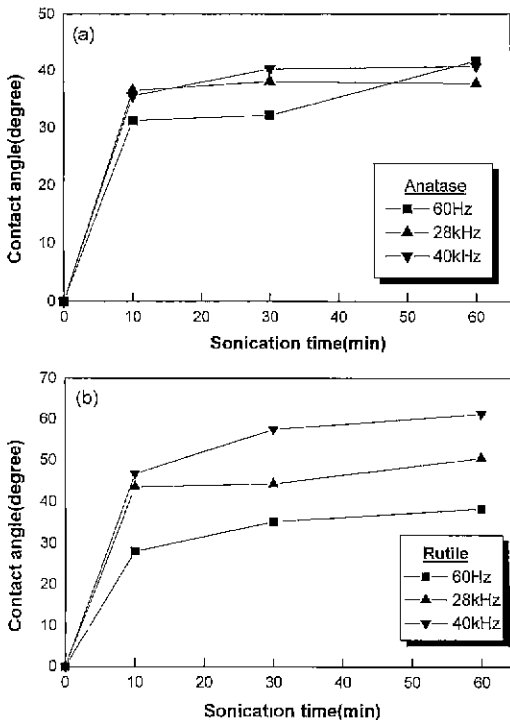 (a)
Contact angle(degree)
50
40
30
20
10
0
Anatase
60Hz
28kHz
40kHz
0 10 20 30 40 50 60
Sonication time(min)
(b)
Contact angle(degree)
70
60
50
40
30
20
10
0
Rutile
60Hz
28kHz
40kHz
0 10 20 30 40 50 60
Sonication time(min)